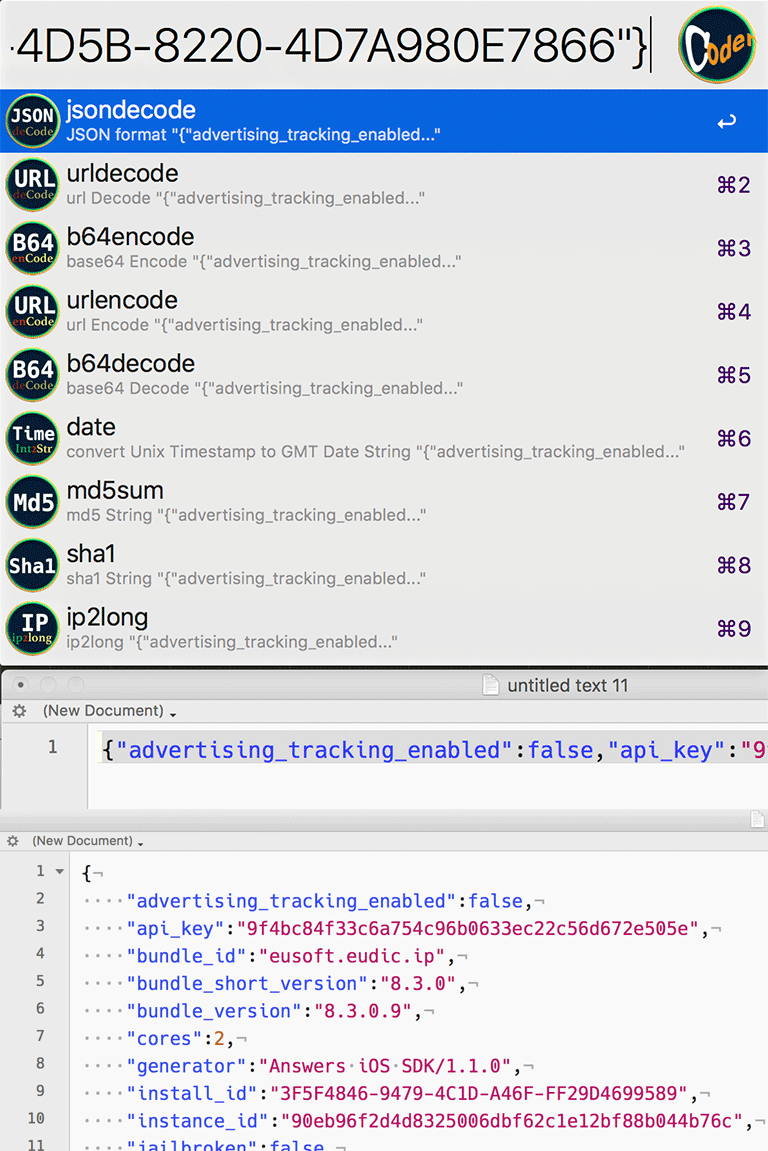 -4D5B-8220-4D7A980E7866"}
Coder
JSON
deCode
jsondecode
JSON format "{"advertising_tracking_enabled..."
↩
URL
deCode
urldecode
url Decode "{"advertising_tracking_enabled..."
⌘2
B64
enCode
b64encode
base64 Encode "{"advertising_tracking_enabled..."
⌘3
URL
enCode
urlencode
url Encode "{"advertising_tracking_enabled..."
⌘4
B64
deCode
b64decode
base64 Decode "{"advertising_tracking_enabled..."
⌘5
Time
Int2Str
date
convert Unix Timestamp to GMT Date String "{"advertising_tracking_enabled..."
⌘6
Md5
md5sum
md5 String "{"advertising_tracking_enabled..."
⌘7
Sha1
sha1
sha1 String "{"advertising_tracking_enabled..."
⌘8
IP
ip2long
ip2long
ip2long "{"advertising_tracking_enabled..."
⌘9
untitled text 11
(New Document)
1 {"advertising_tracking_enabled":false,"api_key":"9
(New Document)
1 {¬
2 ····"advertising_tracking_enabled":false,¬
3 ····"api_key":"9f4bc84f33c6a754c96b0633ec22c56d672e505e",¬
4 ····"bundle_id":"eusoft.eudic.ip",¬
5 ····"bundle_short_version":"8.3.0",¬
6 ····"bundle_version":"8.3.0.9",¬
7 ····"cores":2,¬
8 ····"generator":"Answers·iOS·SDK/1.1.0",¬
9 ····"install_id":"3F5F4846-9479-4C1D-A46F-FF29D4699589",¬
10 ····"instance_id":"90eb96f2d4d8325006dbf62c1e12bf88b044b76c",¬
11 ····"jailbroken":false,¬